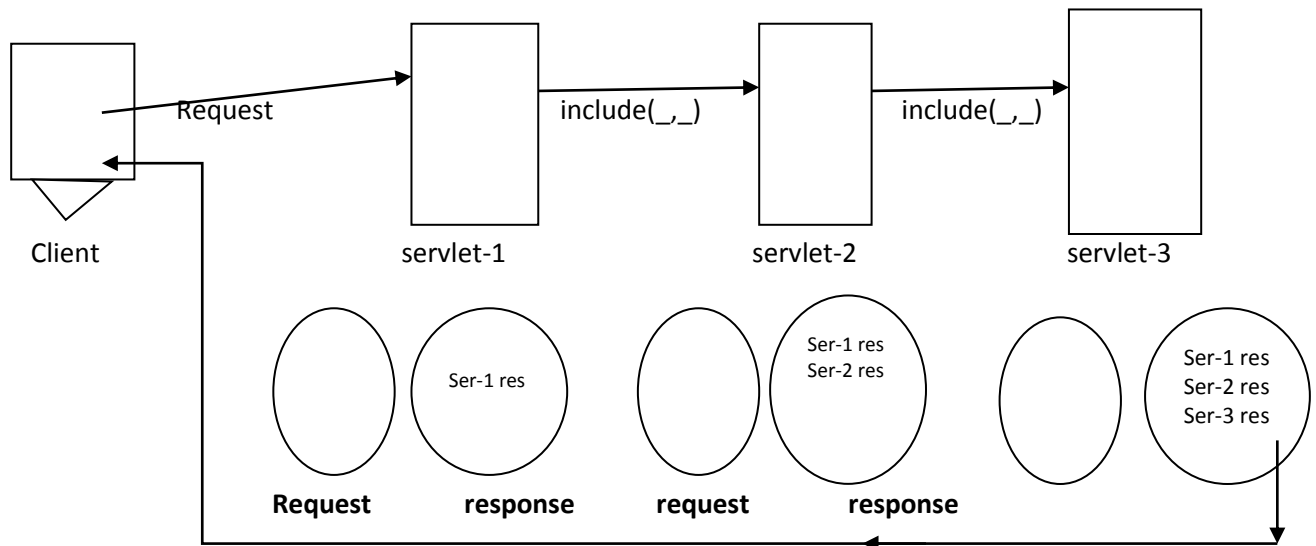 Request
include(_,_)
include(_,_)
Client
servlet-1
servlet-2
servlet-3
Ser-1 res
Ser-1 res
Ser-2 res
Ser-1 res
Ser-2 res
Ser-3 res
Request
response
request
response